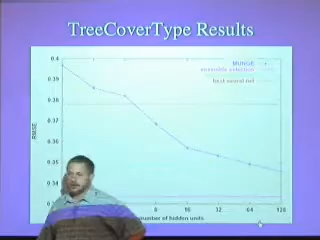 TreeCoverType Results
MUNGE
ensemble selection
best neural net
0.4
0.39
0.38
0.37
0.36
0.35
0.34
RMSE
8
16
32
64
128
number of hidden units